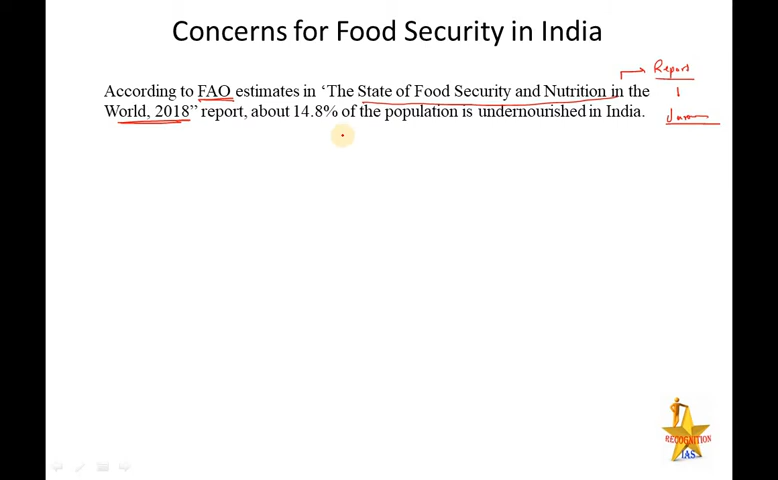 Concerns for Food Security in India
Report
According to FAO estimates in ‘The State of Food Security and Nutrition in the
World, 2018” report, about 14.8% of the population is undernourished in India.
RECOGNITION
IAS